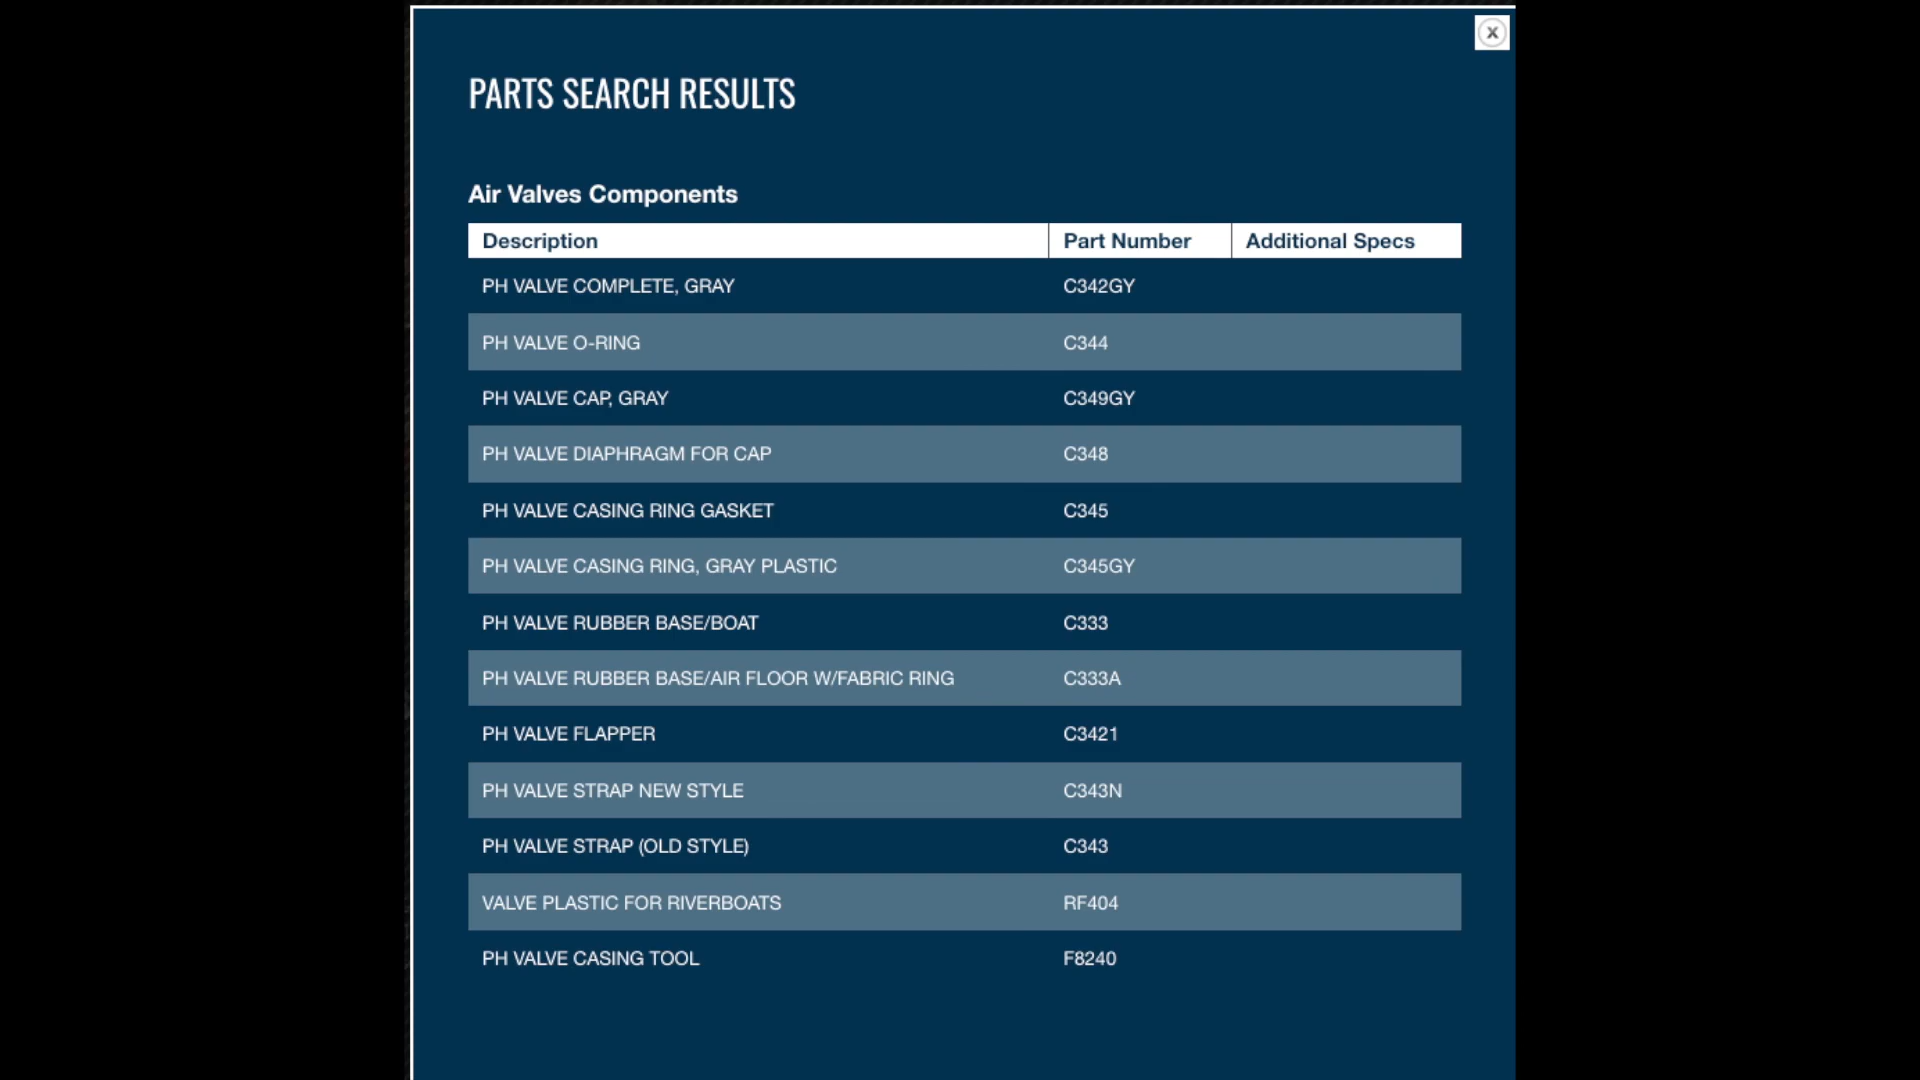 X
PARTS SEARCH RESULTS
Air Valves Components
Description Part Number Additional Specs
PH VALVE COMPLETE, GRAY C342GY
PH VALVE O-RING C344
PH VALVE CAP, GRAY C349GY
PH VALVE DIAPHRAGM FOR CAP C348
PH VALVE CASING RING GASKET C345
PH VALVE CASING RING, GRAY PLASTIC C345GY
PH VALVE RUBBER BASE/BOAT C333
PH VALVE RUBBER BASE/AIR FLOOR W/FABRIC RING C333A
PH VALVE FLAPPER C3421
PH VALVE STRAP NEW STYLE C343N
PH VALVE STRAP (OLD STYLE) C343
VALVE PLASTIC FOR RIVERBOATS RF404
PH VALVE CASING TOOL F8240